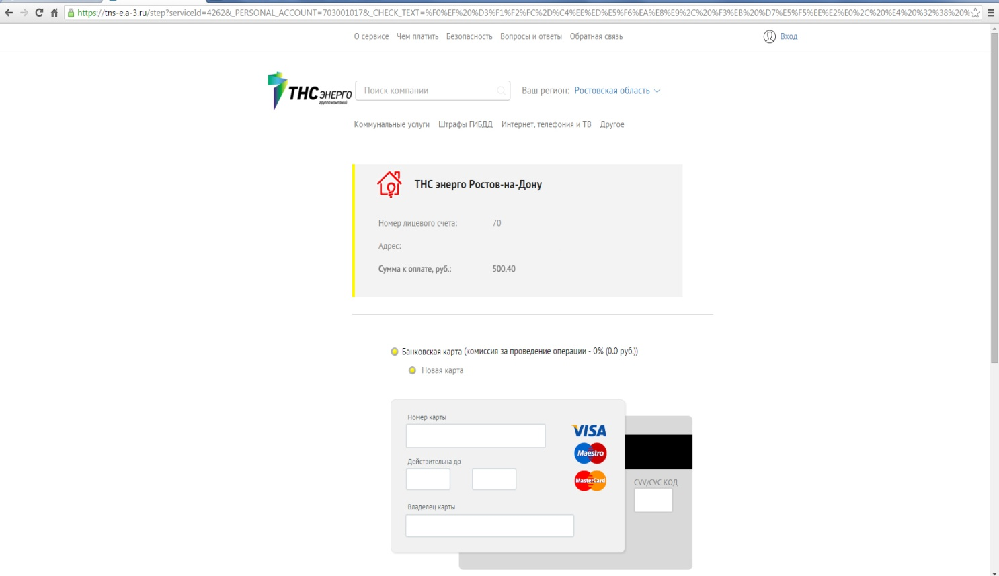 https://tns-e.a-3.ru/step?serviceId=4262&_PERSONAL_ACCOUNT=703001017&_CHECK_TEXT=%F0%EF%20%D3%F1%F2%FC%2D%C4%EE%ED%E5%F6%EA%E8%E9%2C%20%F3%EB%20%D7%E5%F5%EE%E2%E0%2C%20%E4%20%32%38%20%
О сервисе Чем платить Безопасность Вопросы и ответы Обратная связь Вход
ТНС энерго
группа компаний
Поиск компании Ваш регион: Ростовская область
Коммунальные услуги Штрафы ГИБДД Интернет, телефония и ТВ Другое
ТНС энерго Ростов-на-Дону
Номер лицевого счета: 70
Адрес:
Сумма к оплате, руб.: 500.40
Банковская карта (комиссия за проведение операции - 0% (0.0 руб.))
Новая карта
Номер карты
VISA
Maestro
Действительна до
MasterCard
CVV/CVC КОД
Владелец карты